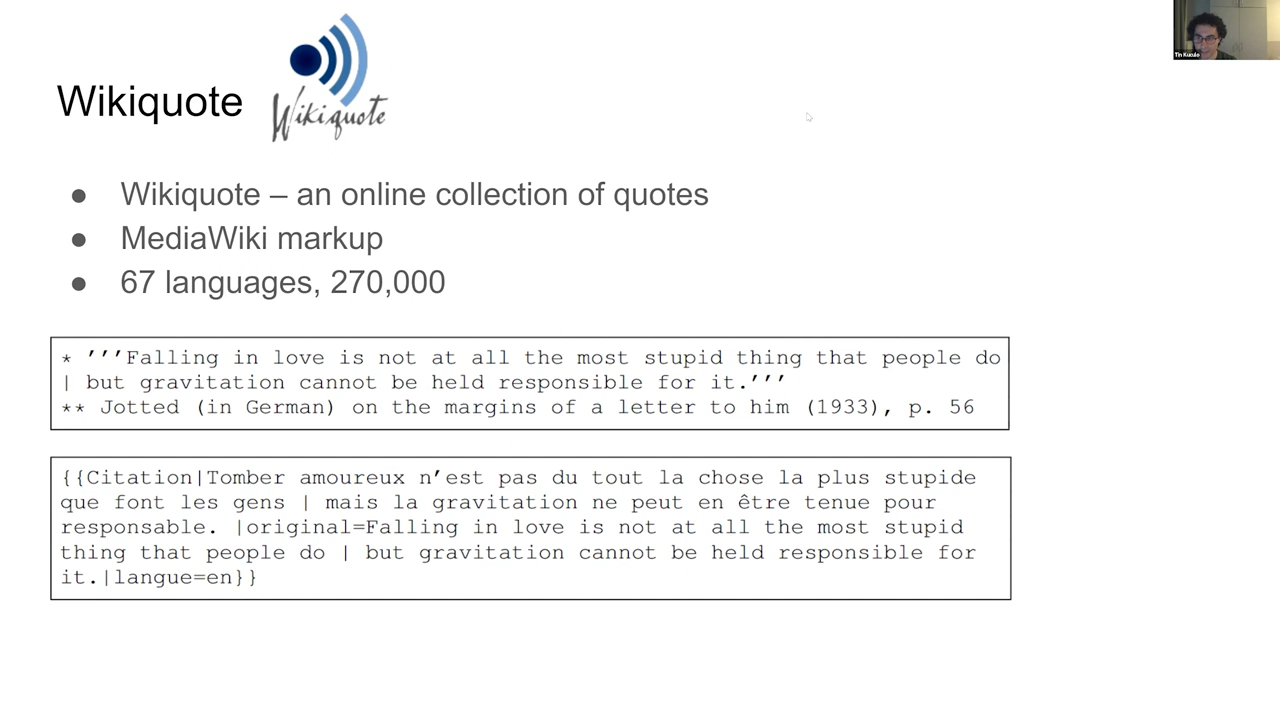 Tin Kuculo
Wikiquote
Wikiquote
● Wikiquote – an online collection of quotes
● MediaWiki markup
● 67 languages, 270,000
* ′′′Falling in love is not at all the most stupid thing that people do
| but gravitation cannot be held responsible for it.′′′
** Jotted (in German) on the margins of a letter to him (1933), p. 56
{{Citation|Tomber amoureux n′est pas du tout la chose la plus stupide
que font les gens | mais la gravitation ne peut en être tenue pour
responsable. |original=Falling in love is not at all the most stupid
thing that people do | but gravitation cannot be held responsible for
it.|langue=en}}